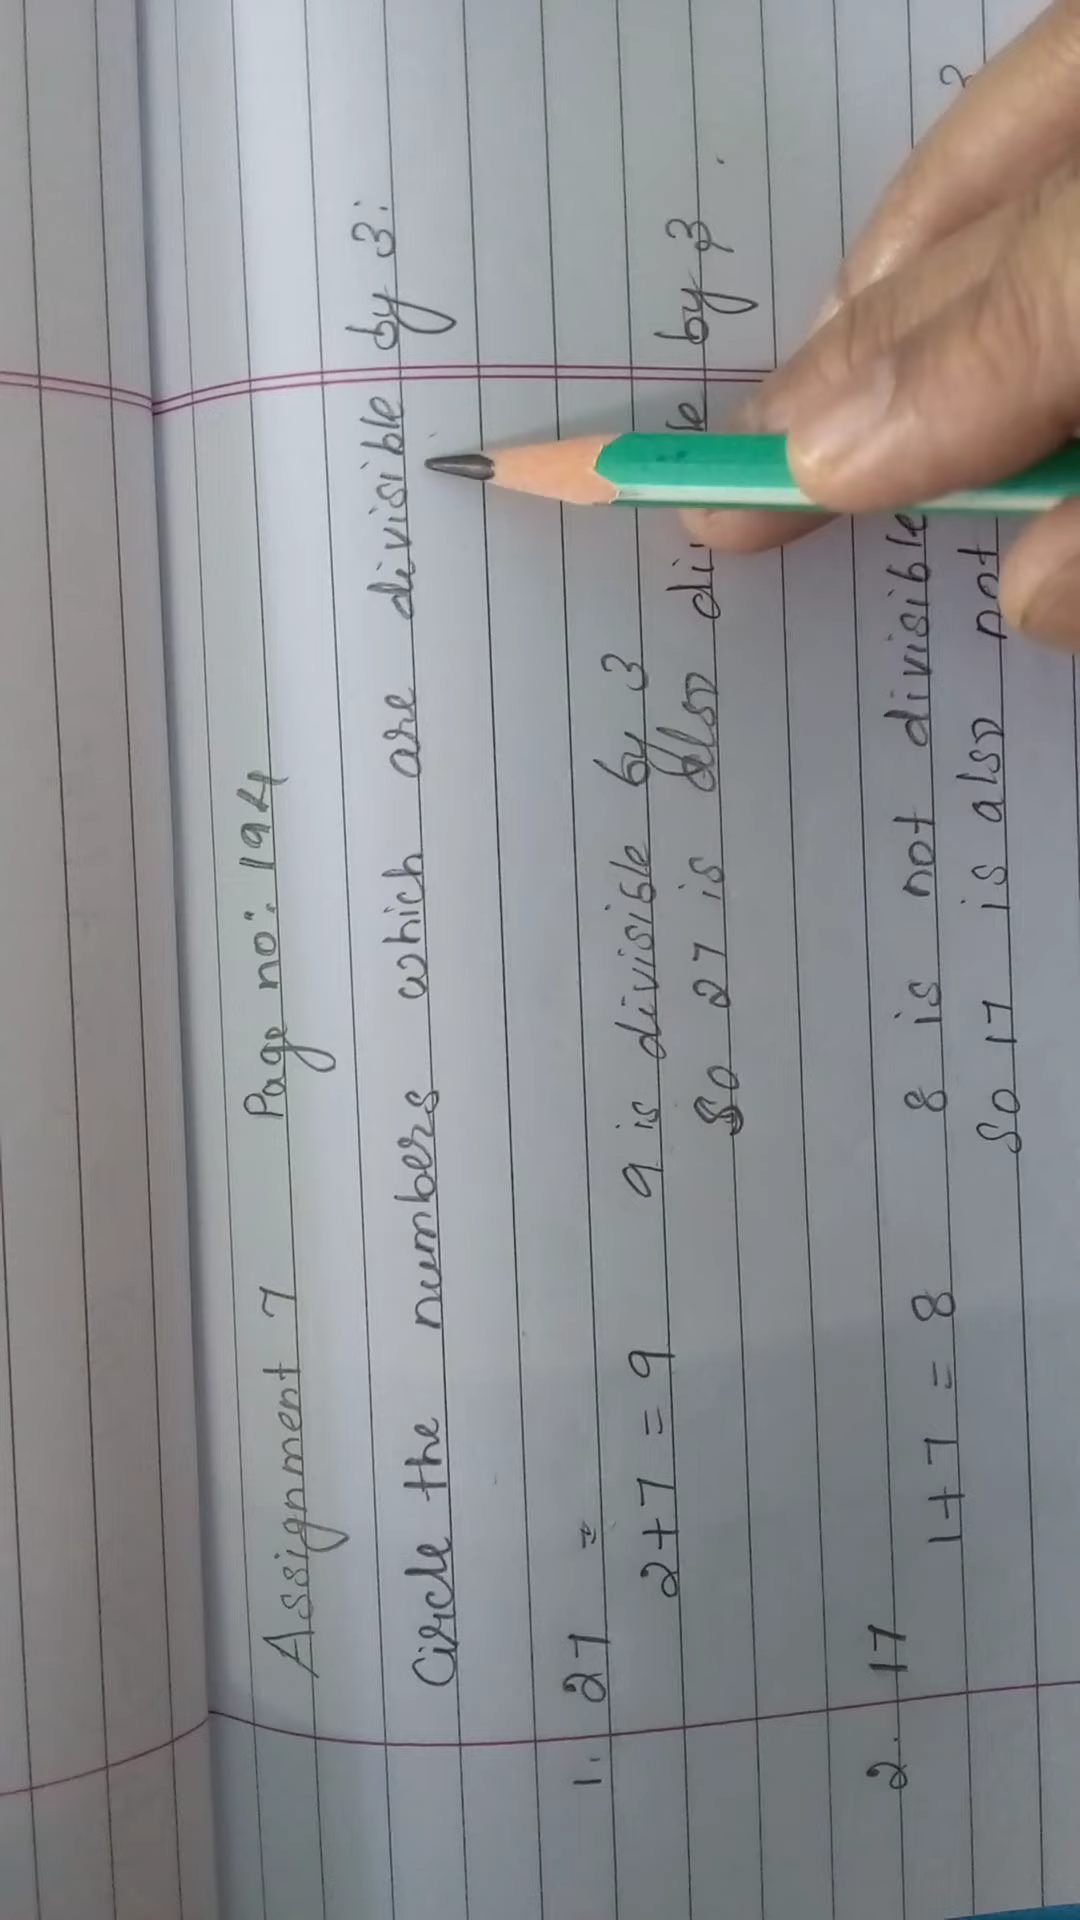 Assignment 7 Page no: 194
Circle the numbers which are divisible by 3:
1. 27 =
2+7 = 9 9 is divisible by 3
So 27 is also by 3
2. 17
1+7 = 8 8 is not divisible
So 17 is also not